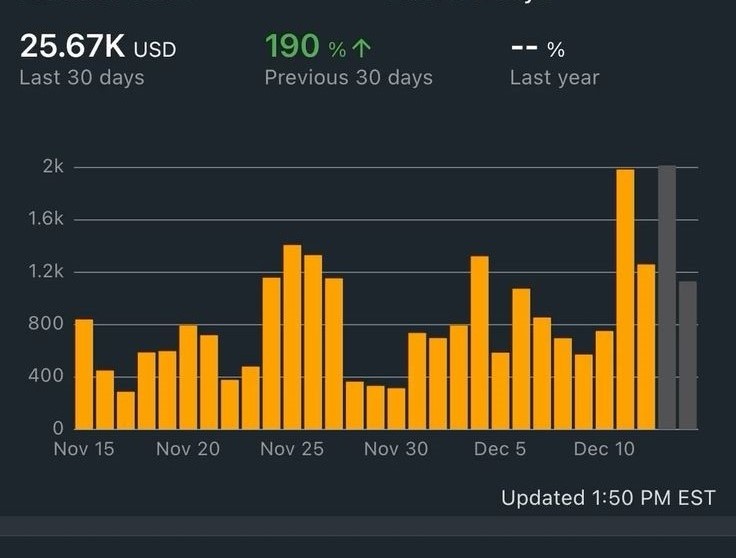 25.67K USD 190 % ↑ -- %
Last 30 days Previous 30 days Last year
2k
1.6k
1.2k
800
400
0
Nov 15 Nov 20 Nov 25 Nov 30 Dec 5 Dec 10
Updated 1:50 PM EST